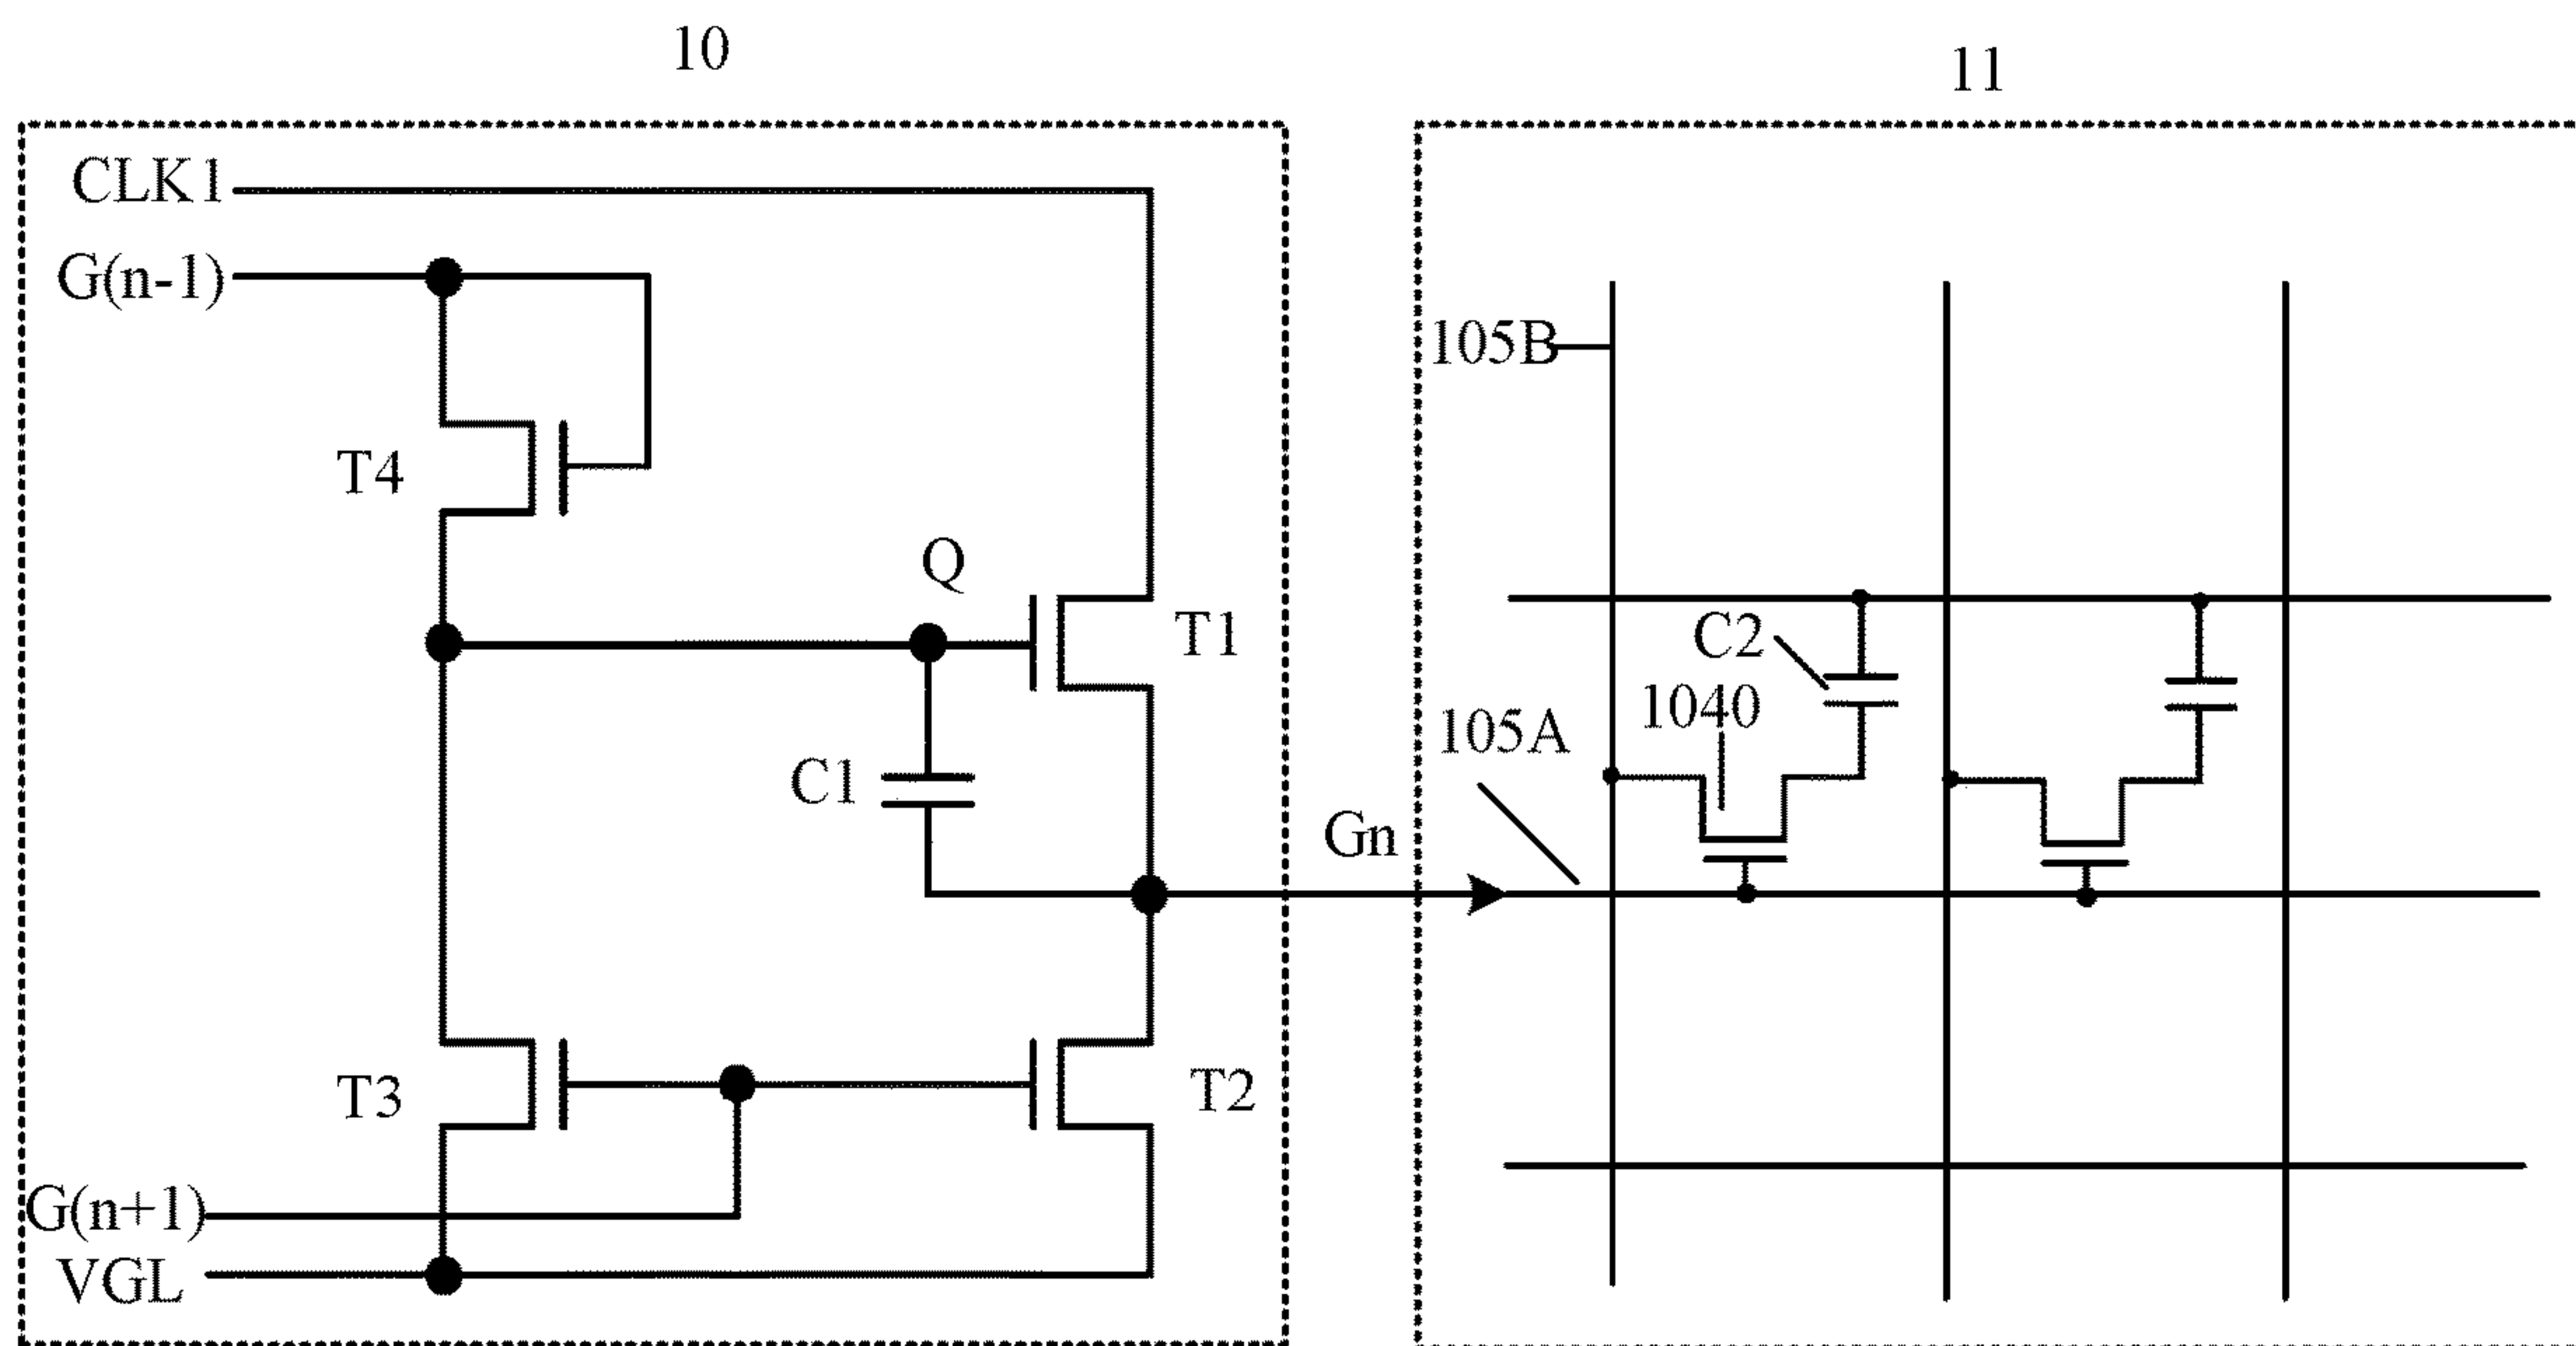 10
11
CLK1
G(n-1)
105B
T4
Q
T1
C2
1040
105A
C1
Gn
T3
T2
G(n+1)
VGL